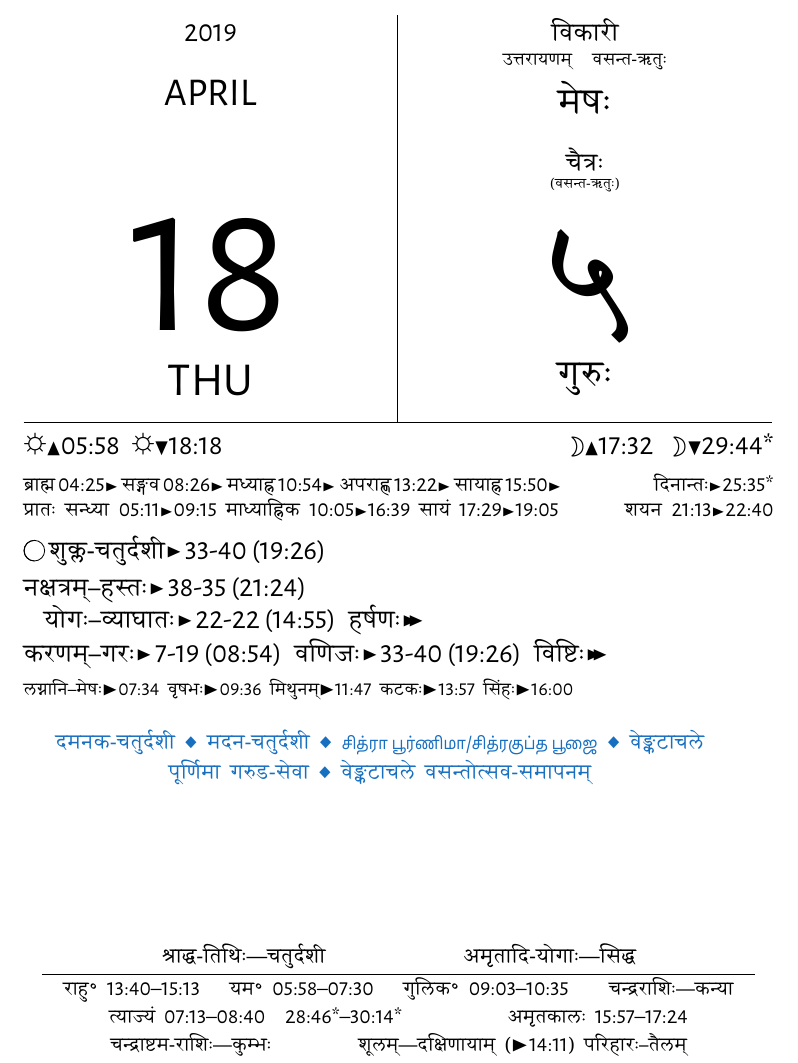 2019
APRIL
18
THU
विकारी
उत्तरायणम् वसन्त-ऋतुः
मेषः
चैत्रः
(वसन्त-ऋतुः)
५
गुरुः
☼▲05:58 ☼▼18:18 ☽▲17:32 ☽▼29:44*
ब्राह्म 04:25► सङ्गव 08:26► मध्याह्न 10:54► अपराह्ण 13:22► सायाह्न 15:50► दिनान्तः►25:35*
प्रातः सन्ध्या 05:11►09:15 माध्याह्निक 10:05►16:39 सायं 17:29►19:05 शयन 21:13►22:40
○ शुक्ल-चतुर्दशी►33-40 (19:26)
नक्षत्रम्–हस्तः►38-35 (21:24)
योगः–व्याघातः►22-22 (14:55) हर्षणः►►
करणम्–गरः►7-19 (08:54) वणिजः►33-40 (19:26) विष्टिः►►
लग्नानि–मेषः►07:34 वृषभः►09:36 मिथुनम्►11:47 कटकः►13:57 सिंहः►16:00
दमनक-चतुर्दशी ◆ मदन-चतुर्दशी ◆ சித்ரா பூர்ணிமா/சித்ரகுப்த பூஜை ◆ वेङ्कटाचले
पूर्णिमा गरुड-सेवा ◆ वेङ्कटाचले वसन्तोत्सव-समापनम्
श्राद्ध-तिथिः—चतुर्दशी अमृतादि-योगाः—सिद्ध
राहु॰ 13:40–15:13 यम॰ 05:58–07:30 गुलिक॰ 09:03–10:35 चन्द्रराशिः—कन्या
त्याज्यं 07:13–08:40 28:46*–30:14* अमृतकालः 15:57–17:24
चन्द्राष्टम-राशिः—कुम्भः शूलम्—दक्षिणायाम् (►14:11) परिहारः–तैलम्